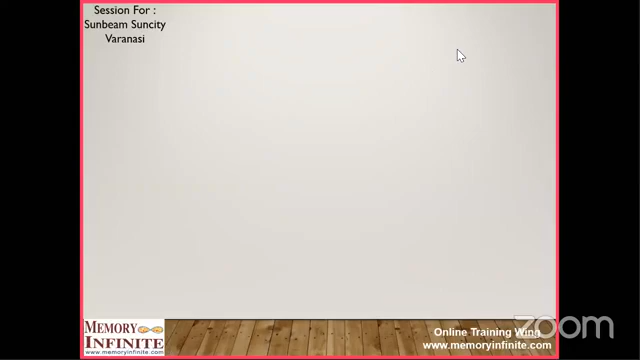 Session For :
Sunbeam Suncity
Varanasi
MEMORY
INFINITE
www.memoryinfinite.com
Online Training Wing
www.memoryinfinite.com
zoom